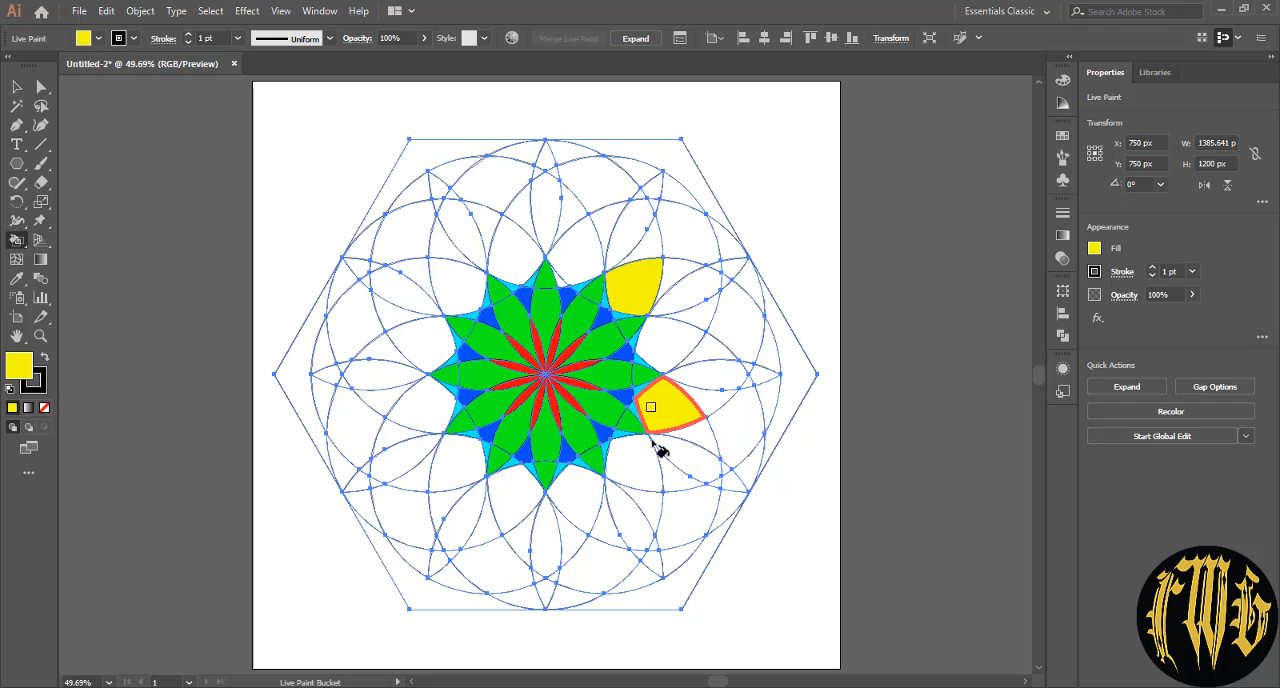 Ai File Edit Object Type Select Effect View Window Help Essentials Classic Search Adobe Stock
Live Paint Stroke: 1 pt Uniform Opacity: 100% Style: Merge Live Paint Expand Transform
Untitled-2* @ 49.69% (RGB/Preview) ×
Properties Libraries
Live Paint
Transform
X: 750 px W: 1385.641 p
Y: 750 px H: 1200 px
0°
Appearance
Fill
Stroke 1 pt
Opacity 100%
fx.
Quick Actions
Expand Gap Options
Recolor
Start Global Edit
49.69% 1 Live Paint Bucket